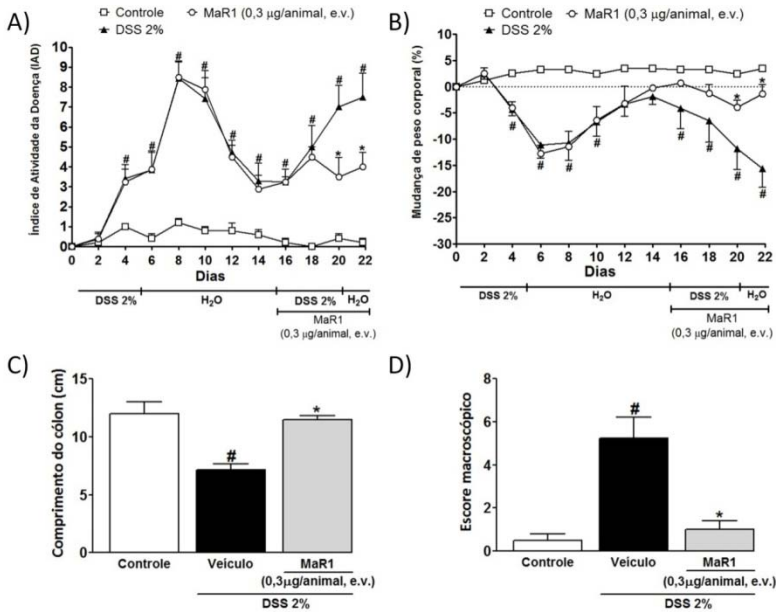 A)
Controle
MaR1 (0,3 µg/animal, e.v.)
DSS 2%
Índice de Atividade da Doença (IAD)
10
9
8
7
6
5
4
3
2
1
0
# # # # # # # # # #
* *
0 2 4 6 8 10 12 14 16 18 20 22
Dias
DSS 2% H₂O DSS 2% H₂O
MaR1
(0,3 µg/animal, e.v.)
B)
Controle
MaR1 (0,3 µg/animal, e.v.)
DSS 2%
Mudança de peso corporal (%)
10
5
0
-5
-10
-15
-20
-25
-30
* *
# # # # # # # #
0 2 4 6 8 10 12 14 16 18 20 22
Dias
DSS 2% H₂O DSS 2% H₂O
MaR1
(0,3 µg/animal, e.v.)
C)
Comprimento do cólon (cm)
15
10
5
0
#
*
Controle Veículo MaR1
(0,3µg/animal, e.v.)
DSS 2%
D)
Escore macroscópico
8
6
4
2
0
#
*
Controle Veículo MaR1
(0,3µg/animal, e.v.)
DSS 2%